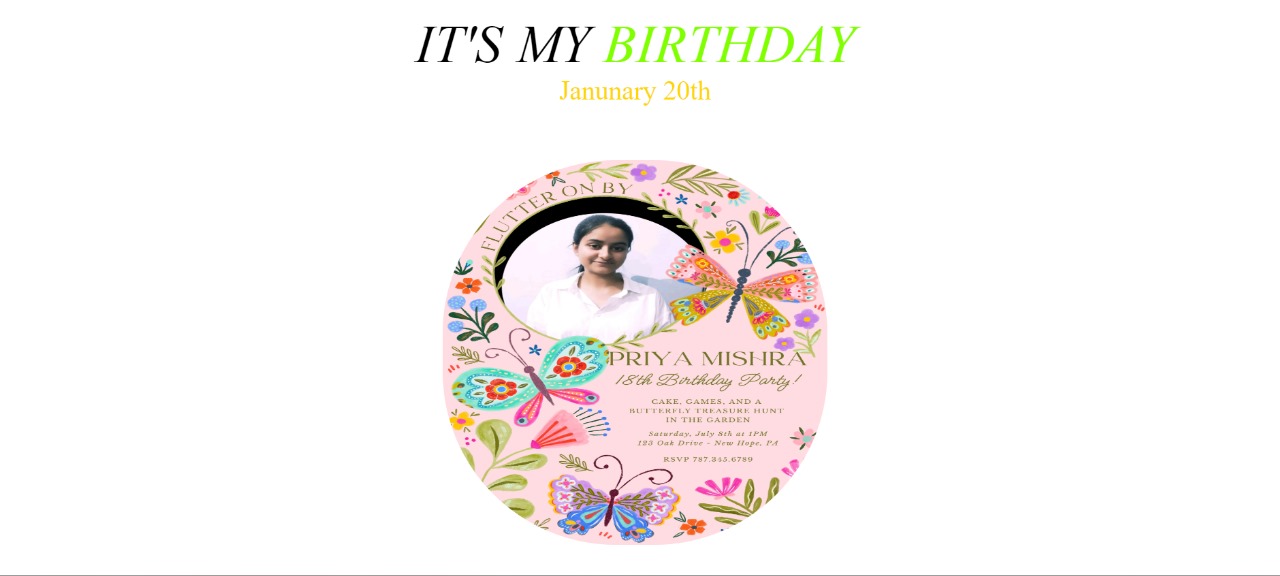 IT'S MY BIRTHDAY
Janunary 20th
FLUTTER ON BY
PRIYA MISHRA
18th Birthday Party!
CAKE, GAMES, AND A
BUTTERFLY TREASURE HUNT
IN THE GARDEN
Saturday, July 8th at 1PM
123 Oak Drive - New Hope, PA
RSVP 787.345.6789